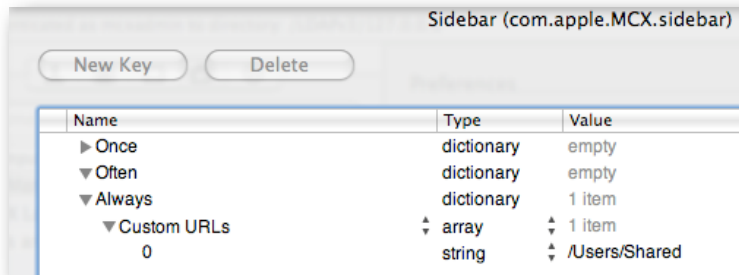 Sidebar (com.apple.MCX.sidebar)
New Key Delete
Name Type Value
Once dictionary empty
Often dictionary empty
Always dictionary 1 item
Custom URLs array 1 item
0 string /Users/Shared